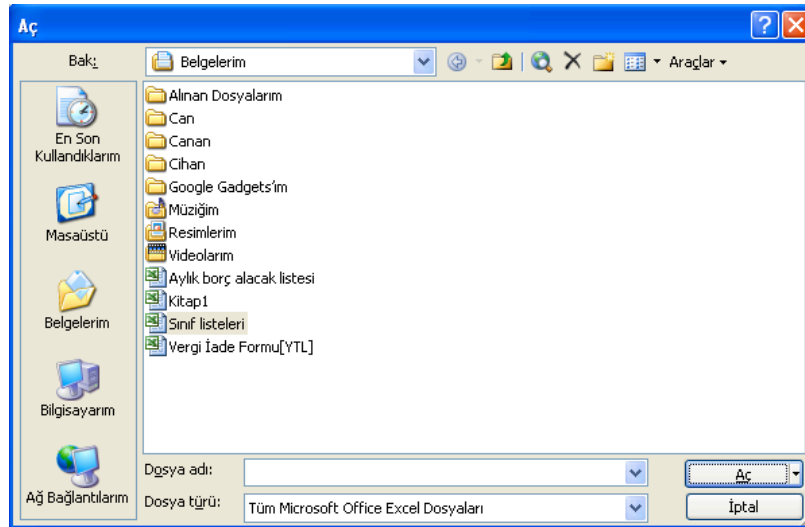 Aç
Bak:
Belgelerim
Araçlar
En Son
Kullandıklarım
Masaüstü
Belgelerim
Bilgisayarım
Ağ Bağlantılarım
Alınan Dosyalarım
Can
Canan
Cihan
Google Gadgets'ım
Müziğim
Resimlerim
Videolarım
Aylık borç alacak listesi
Kitap1
Sınıf listeleri
Vergi İade Formu[YTL]
Dosya adı:
Aç
Dosya türü:
Tüm Microsoft Office Excel Dosyaları
İptal